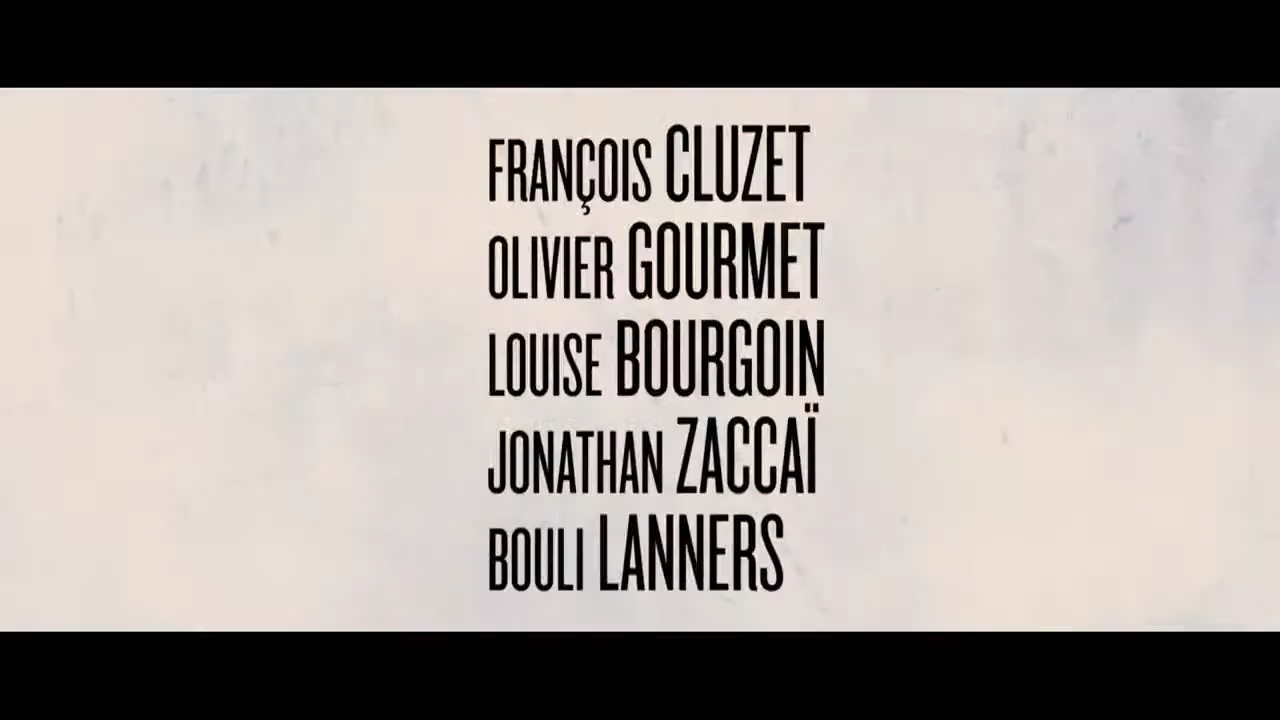 FRANÇOIS CLUZET
OLIVIER GOURMET
LOUISE BOURGOIN
JONATHAN ZACCAÏ
BOULI LANNERS